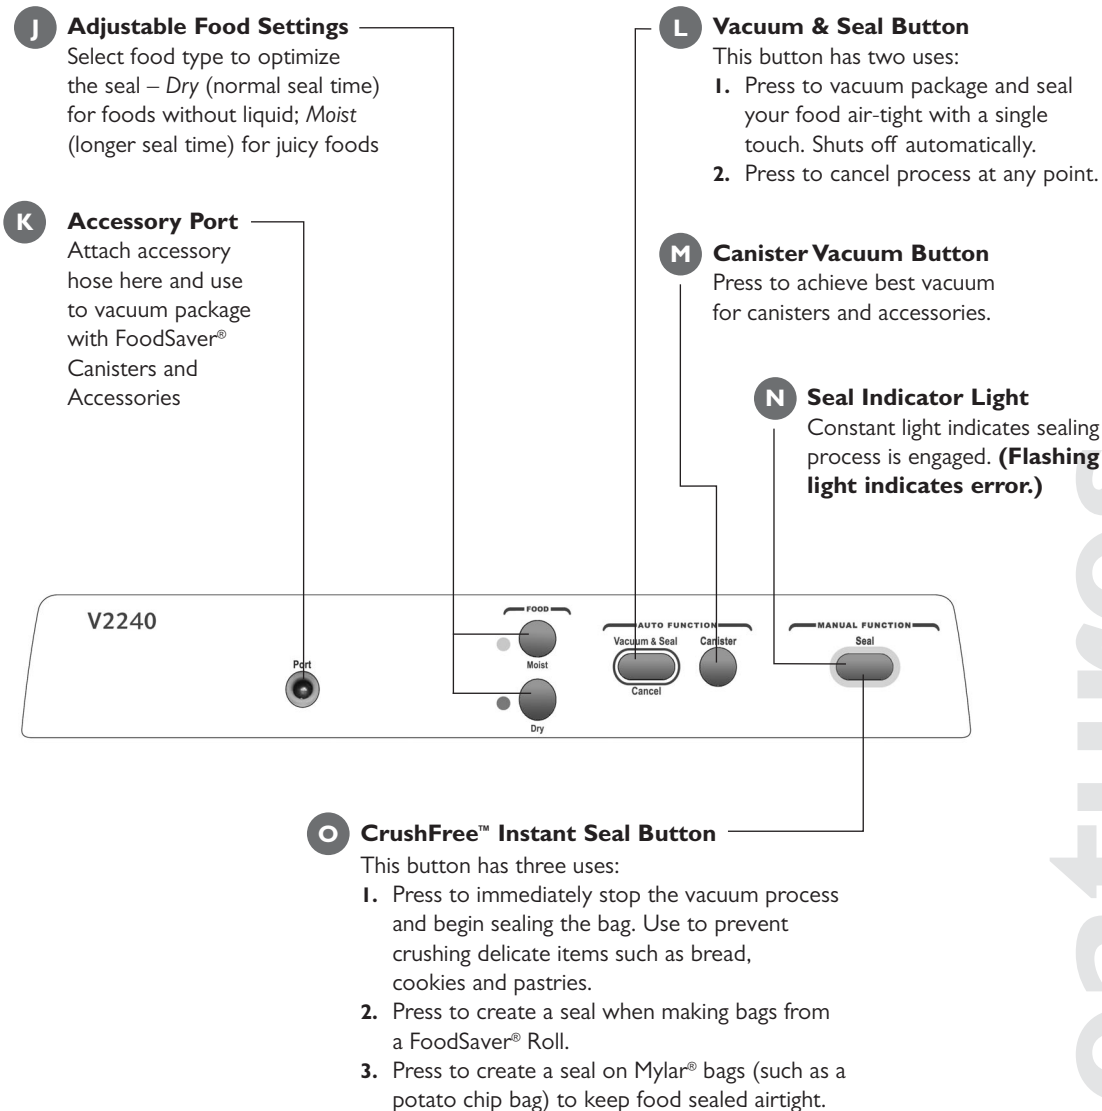 J Adjustable Food Settings
Select food type to optimize
the seal – Dry (normal seal time)
for foods without liquid; Moist
(longer seal time) for juicy foods
K Accessory Port
Attach accessory
hose here and use
to vacuum package
with FoodSaver®
Canisters and
Accessories
L Vacuum & Seal Button
This button has two uses:
1. Press to vacuum package and seal
your food air-tight with a single
touch. Shuts off automatically.
2. Press to cancel process at any point.
M Canister Vacuum Button
Press to achieve best vacuum
for canisters and accessories.
N Seal Indicator Light
Constant light indicates sealing
process is engaged. (Flashing
light indicates error.)
V2240
Port
FOOD
Moist
Dry
AUTO FUNCTION
Vacuum & Seal
Canister
Cancel
MANUAL FUNCTION
Seal
O CrushFree™ Instant Seal Button
This button has three uses:
1. Press to immediately stop the vacuum process
and begin sealing the bag. Use to prevent
crushing delicate items such as bread,
cookies and pastries.
2. Press to create a seal when making bags from
a FoodSaver® Roll.
3. Press to create a seal on Mylar® bags (such as a
potato chip bag) to keep food sealed airtight.